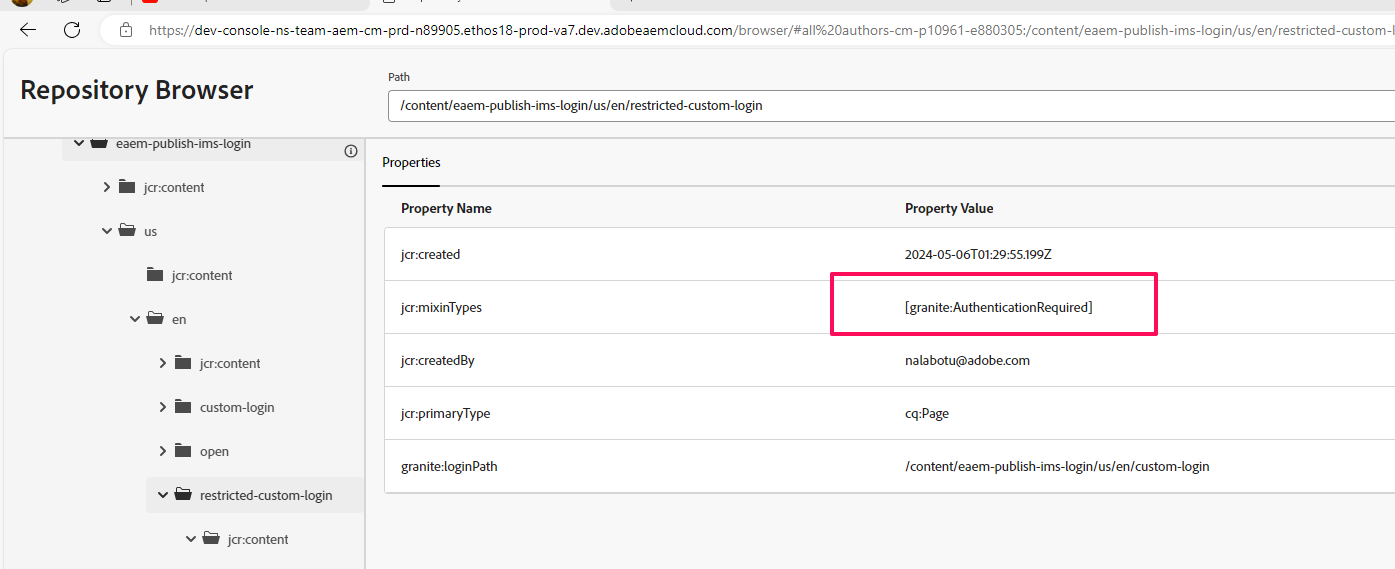 https://dev-console-ns-team-aem-cm-prd-n89905.ethos18-prod-va7.dev.adobeaemcloud.com/browser/#all%20authors-cm-p10961-e880305:/content/eaem-publish-ims-login/us/en/restricted-custom-l
Repository Browser
Path
/content/eaem-publish-ims-login/us/en/restricted-custom-login
eaem-publish-ims-login
jcr:content
us
jcr:content
en
jcr:content
custom-login
open
restricted-custom-login
jcr:content
Properties
Property Name Property Value
jcr:created 2024-05-06T01:29:55.199Z
jcr:mixinTypes [granite:AuthenticationRequired]
jcr:createdBy nalabotu@adobe.com
jcr:primaryType cq:Page
granite:loginPath /content/eaem-publish-ims-login/us/en/custom-login